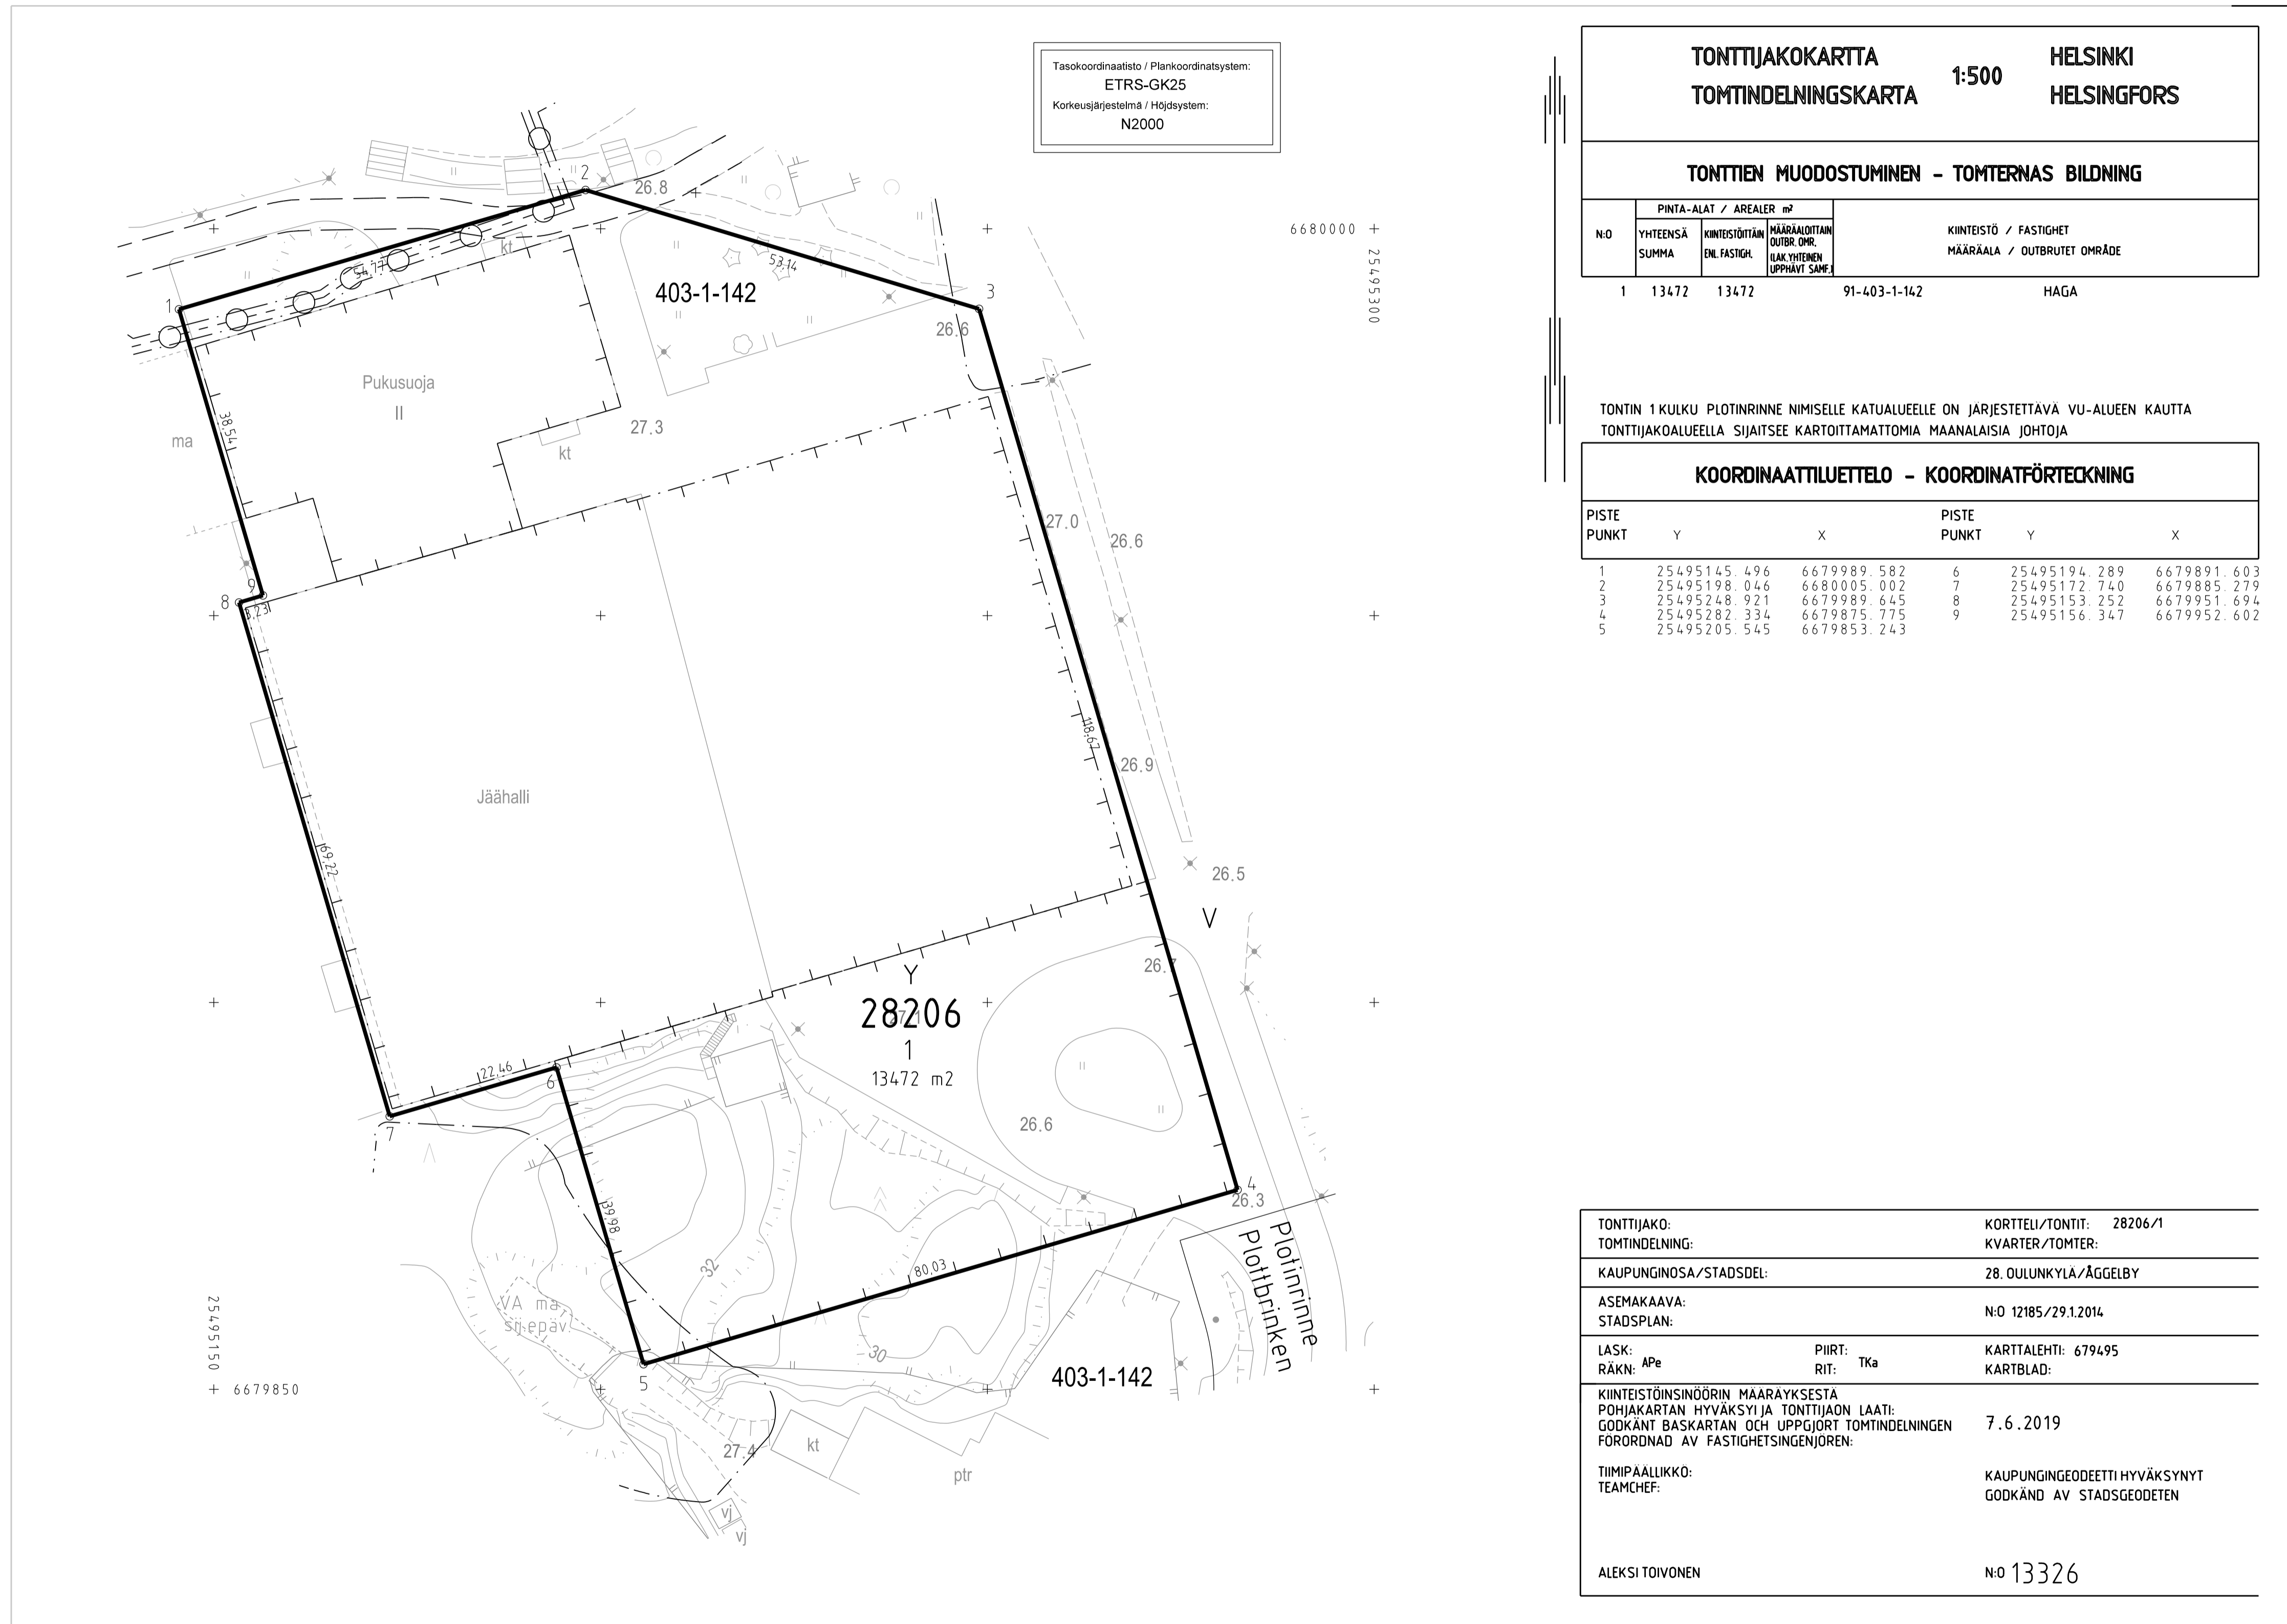 Tasokoordinaatisto / Plankoordinatsystem:
ETRS-GK25
Korkeusjärjestelmä / Höjdsystem:
N2000
TONTTIJAKOKARTTA
TOMTINDELNINGSKARTA
1:500
HELSINKI
HELSINGFORS
TONTTIEN MUODOSTUMINEN - TOMTERNAS BILDNING
N:O
PINTA-ALAT / AREALER m²
YHTEENSÄ
SUMMA
KIINTEISTÖITTÄIN
ENL. FASTIGH.
MÄÄRÄALOITTAIN
OUTBR. OMR.
(LAK.YHTEINEN
UPPHÄVT SAMF.)
KIINTEISTÖ / FASTIGHET
MÄÄRÄALA / OUTBRUTET OMRÅDE
1 13472 13472 91-403-1-142 HAGA
TONTIN 1 KULKU PLOTINRINNE NIMISELLE KATUALUEELLE ON JÄRJESTETTÄVÄ VU-ALUEEN KAUTTA
TONTTIJAKOALUEELLA SIJAITSEE KARTOITTAMATTOMIA MAANALAISIA JOHTOJA
KOORDINAATTILUETTELO - KOORDINATFÖRTECKNING
PISTE PISTE
PUNKT Y X PUNKT Y X
1 25495145.496 6679989.582 6 25495194.289 6679891.603
2 25495198.046 6680005.002 7 25495172.740 6679885.279
3 25495248.921 6679989.645 8 25495153.252 6679951.694
4 25495282.334 6679875.775 9 25495156.347 6679952.602
5 25495205.545 6679853.243
2
26.8
kt
54,77
53,14
403-1-142
1
3
26.6
6680000
25495300
Pukusuoja
II
38,54
ma
27.3
kt
27.0
26.6
9
8
3,23
118,67
26.9
Jäähalli
69,22
26.5
V
26.7
Y
28206
27.1
1
13472 m2
22,46
6
7
26.6
4
26.3
39,98
80,03
32
30
Plotinrinne
Plottbrinken
VA ma
sij.epäv.
25495150
6679850
5
403-1-142
27.4
kt
ptr
vj
vj
TONTTIJAKO:
TOMTINDELNING:
KORTTELI/TONTIT: 28206/1
KVARTER/TOMTER:
KAUPUNGINOSA/STADSDEL: 28. OULUNKYLÄ/ÅGGELBY
ASEMAKAAVA:
STADSPLAN:
N:O 12185/29.1.2014
LASK:
RÄKN: APe
PIIRT:
RIT: TKa
KARTTALEHTI: 679495
KARTBLAD:
KIINTEISTÖINSINÖÖRIN MÄÄRÄYKSESTÄ
POHJAKARTAN HYVÄKSYI JA TONTTIJAON LAATI:
GODKÄNT BASKARTAN OCH UPPGJORT TOMTINDELNINGEN
FÖRORDNAD AV FASTIGHETSINGENJÖREN:
7.6.2019
TIIMIPÄÄLLIKKÖ:
TEAMCHEF:
KAUPUNGINGEODEETTI HYVÄKSYNYT
GODKÄND AV STADSGEODETEN
ALEKSI TOIVONEN
N:O 13326